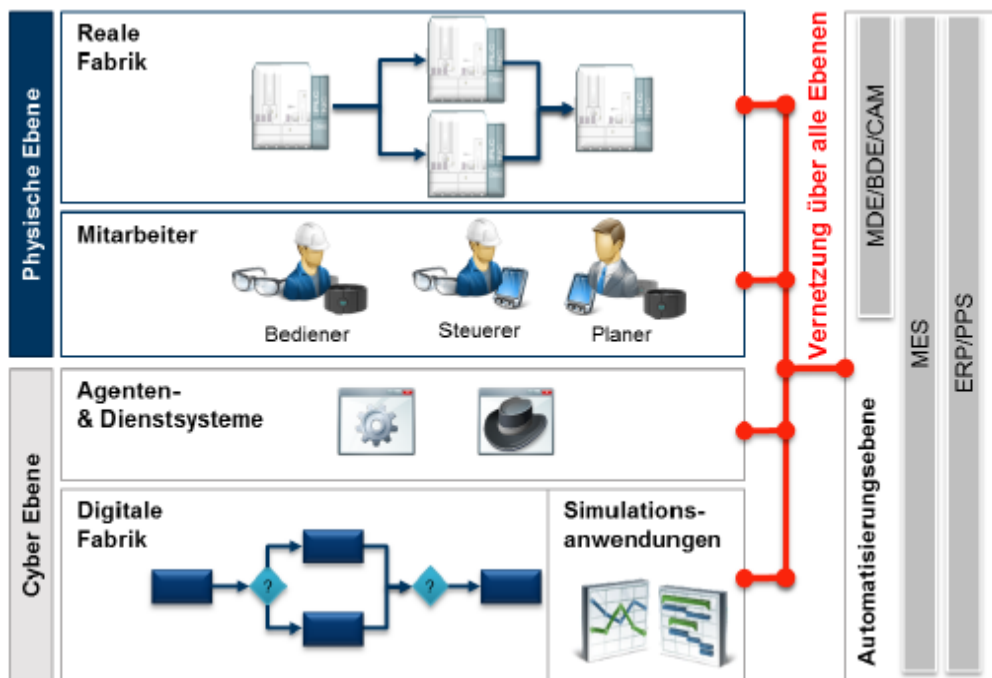 Physische Ebene
Reale
Fabrik
Mitarbeiter
Bediener
Steuerer
Planer
Cyber Ebene
Agenten-
& Dienstsysteme
Digitale
Fabrik
?
?
Simulations-
anwendungen
Vernetzung über alle Ebenen
Automatisierungsebene
MDE/BDE/CAM
MES
ERP/PPS